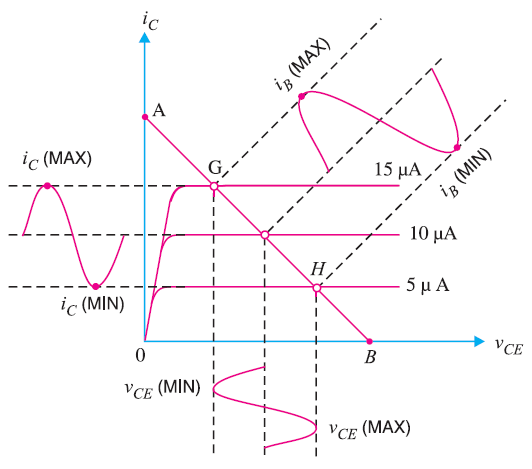 i_C
A
i_B (MAX)
i_C (MAX)
G
15 μA
i_B (MIN)
10 μA
H
5 μ A
i_C (MIN)
0
B
v_CE
v_CE (MIN)
v_CE (MAX)